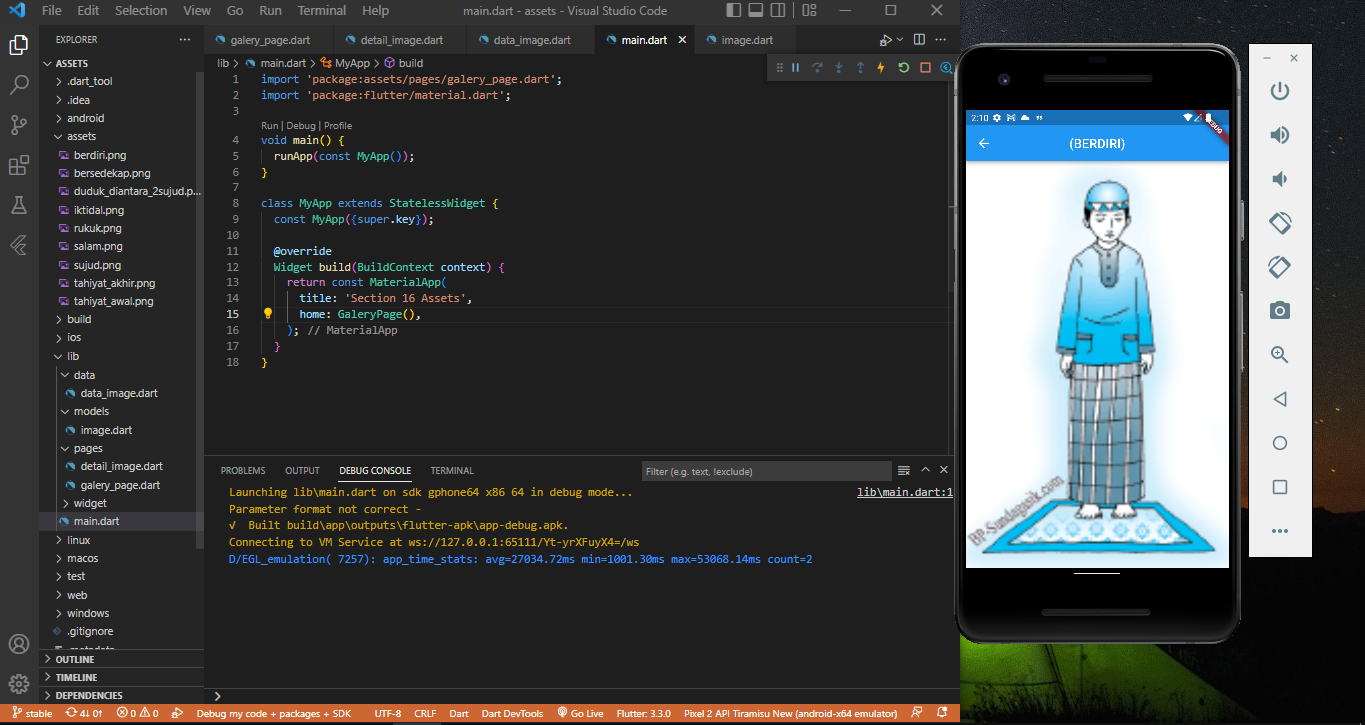 File Edit Selection View Go Run Terminal Help
main.dart - assets - Visual Studio Code
EXPLORER
ASSETS
.dart_tool
.idea
android
assets
berdiri.png
bersedekap.png
duduk_diantara_2sujud.p...
iktidal.png
rukuk.png
salam.png
sujud.png
tahiyat_akhir.png
tahiyat_awal.png
build
ios
lib
data
data_image.dart
models
image.dart
pages
detail_image.dart
galery_page.dart
widget
main.dart
linux
macos
test
web
windows
.gitignore
.metadata
OUTLINE
TIMELINE
DEPENDENCIES
galery_page.dart detail_image.dart data_image.dart main.dart image.dart
lib > main.dart > MyApp > build
1 import 'package:assets/pages/galery_page.dart';
2 import 'package:flutter/material.dart';
3
Run | Debug | Profile
4 void main() {
5 runApp(const MyApp());
6 }
7
8 class MyApp extends StatelessWidget {
9 const MyApp({super.key});
10
11 @override
12 Widget build(BuildContext context) {
13 return const MaterialApp(
14 title: 'Section 16 Assets',
15 home: GaleryPage(),
16 ); // MaterialApp
17 }
18 }
PROBLEMS OUTPUT DEBUG CONSOLE TERMINAL
Filter (e.g. text, !exclude)
Launching lib\main.dart on sdk gphone64 x86 64 in debug mode... lib\main.dart:1
Parameter format not correct -
√ Built build\app\outputs\flutter-apk\app-debug.apk.
Connecting to VM Service at ws://127.0.0.1:65111/Yt-yrXFuyX4=/ws
D/EGL_emulation( 7257): app_time_stats: avg=27034.72ms min=1001.30ms max=53068.14ms count=2
stable 4↓ 0↑ 0 0 Debug my code + packages + SDK UTF-8 CRLF Dart Dart DevTools Go Live Flutter: 3.3.0 Pixel 2 API Tiramisu New (android-x64 emulator)
2:10
DEBUG
(BERDIRI)
BP-Sundeganik.com